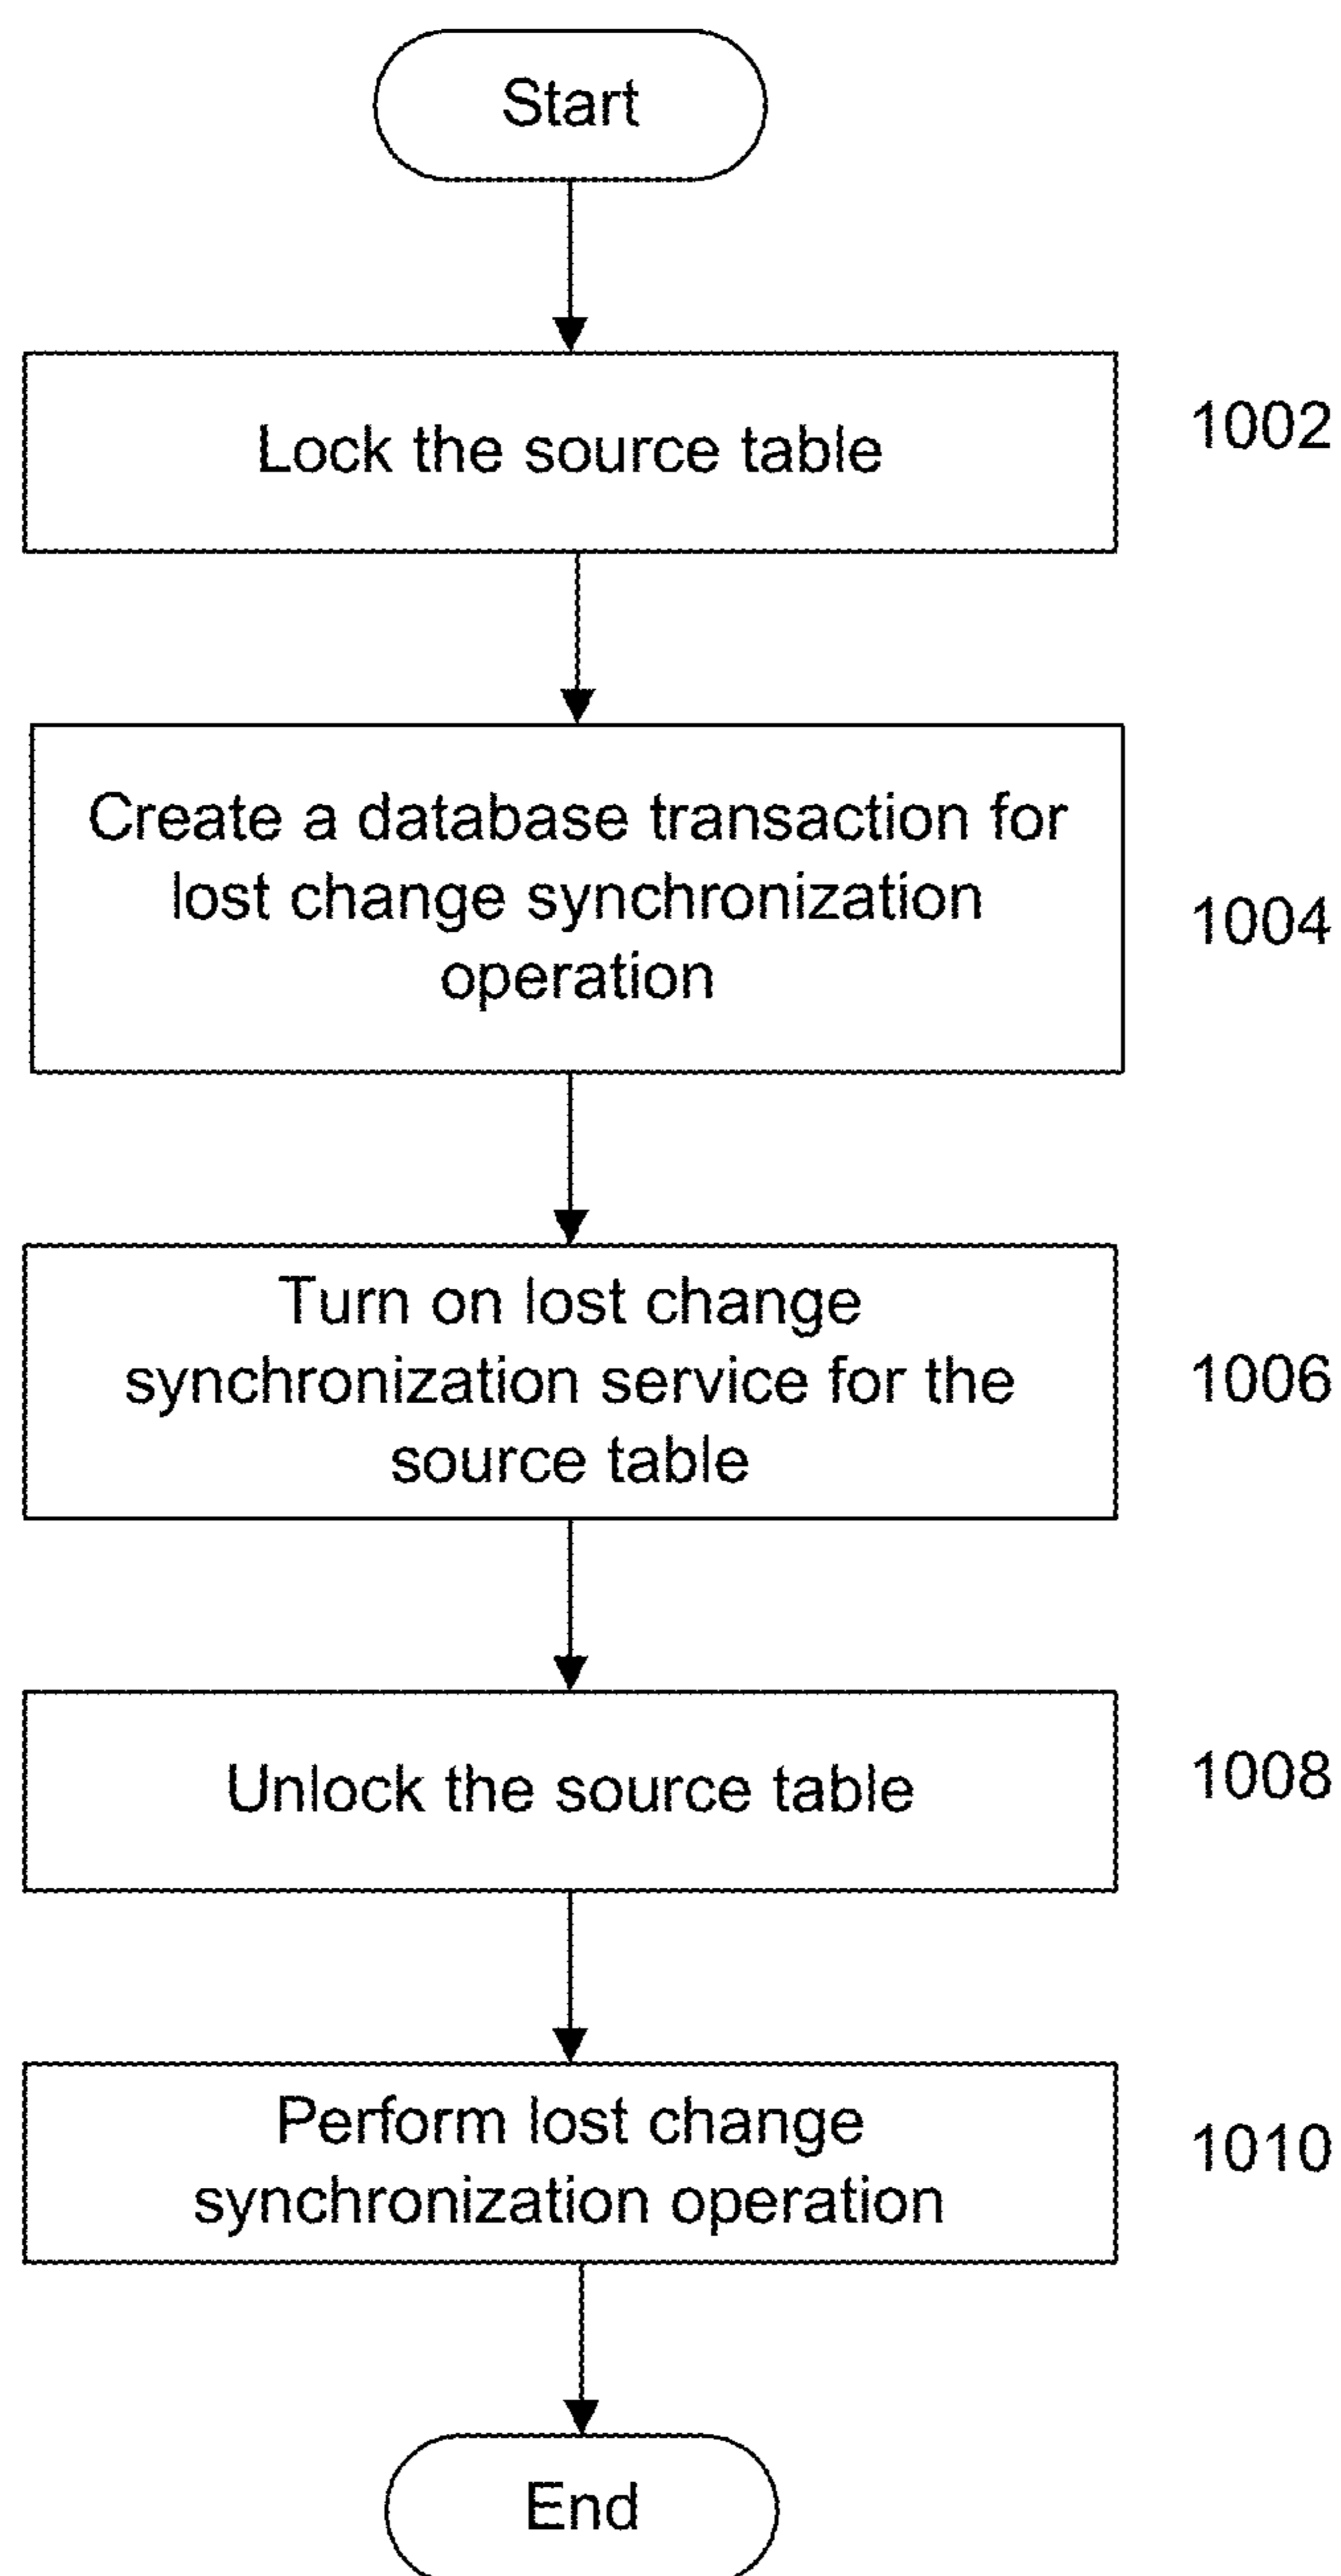 Start
Lock the source table
1002
Create a database transaction for
lost change synchronization
operation
1004
Turn on lost change
synchronization service for the
source table
1006
Unlock the source table
1008
Perform lost change
synchronization operation
1010
End